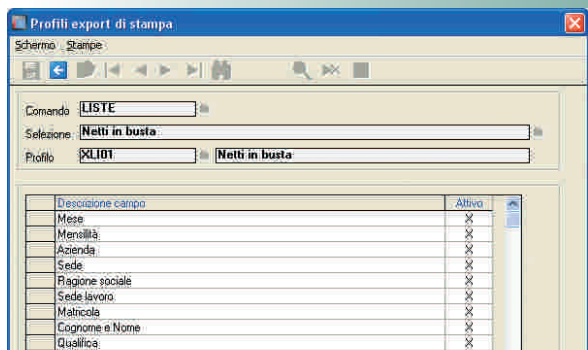 Profili export di stampa
Schermo Stampe
Comando LISTE
Selezione Netti in busta
Profilo XLI01 Netti in busta
Descrizione campo Attivo
Mese X
Mensilità X
Azienda X
Sede X
Ragione sociale X
Sede lavoro X
Matricola X
Cognome e Nome X
Qualifica X